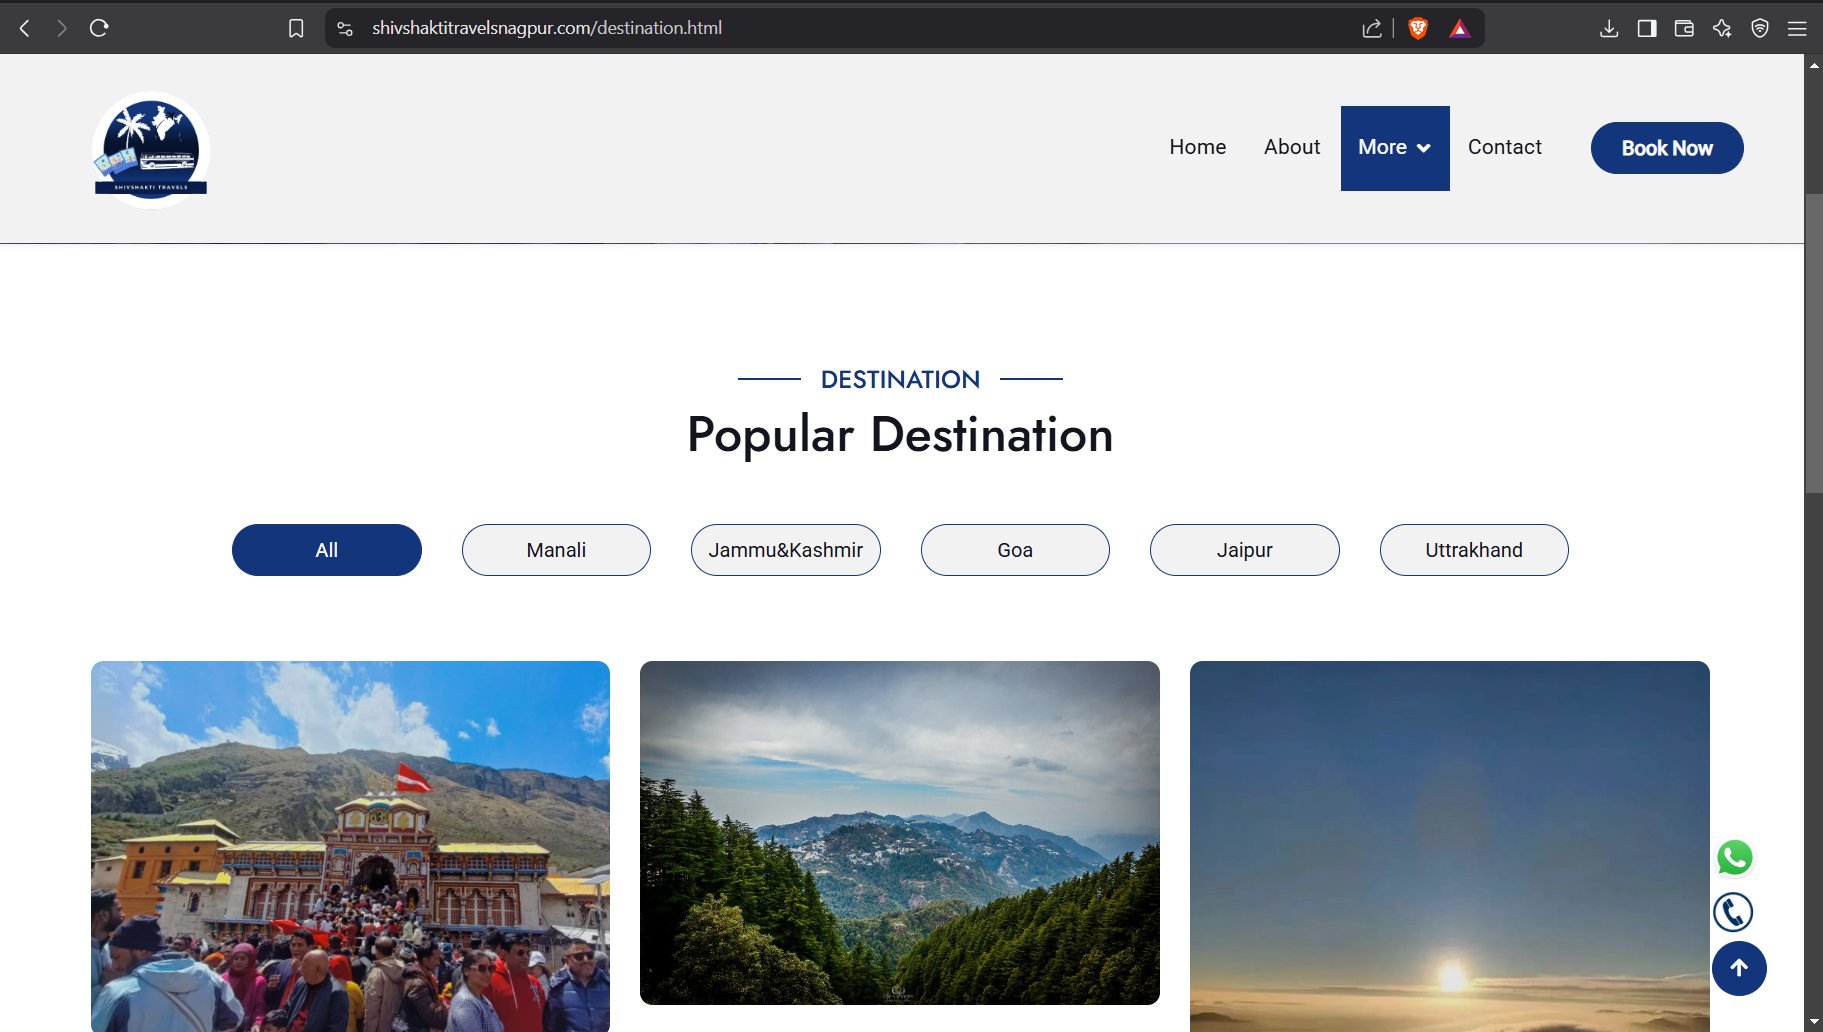 shivshaktitravelsnagpur.com/destination.html
SHIVSHAKTI TRAVELS
Home About More Contact Book Now
DESTINATION
Popular Destination
All Manali Jammu&Kashmir Goa Jaipur Uttrakhand